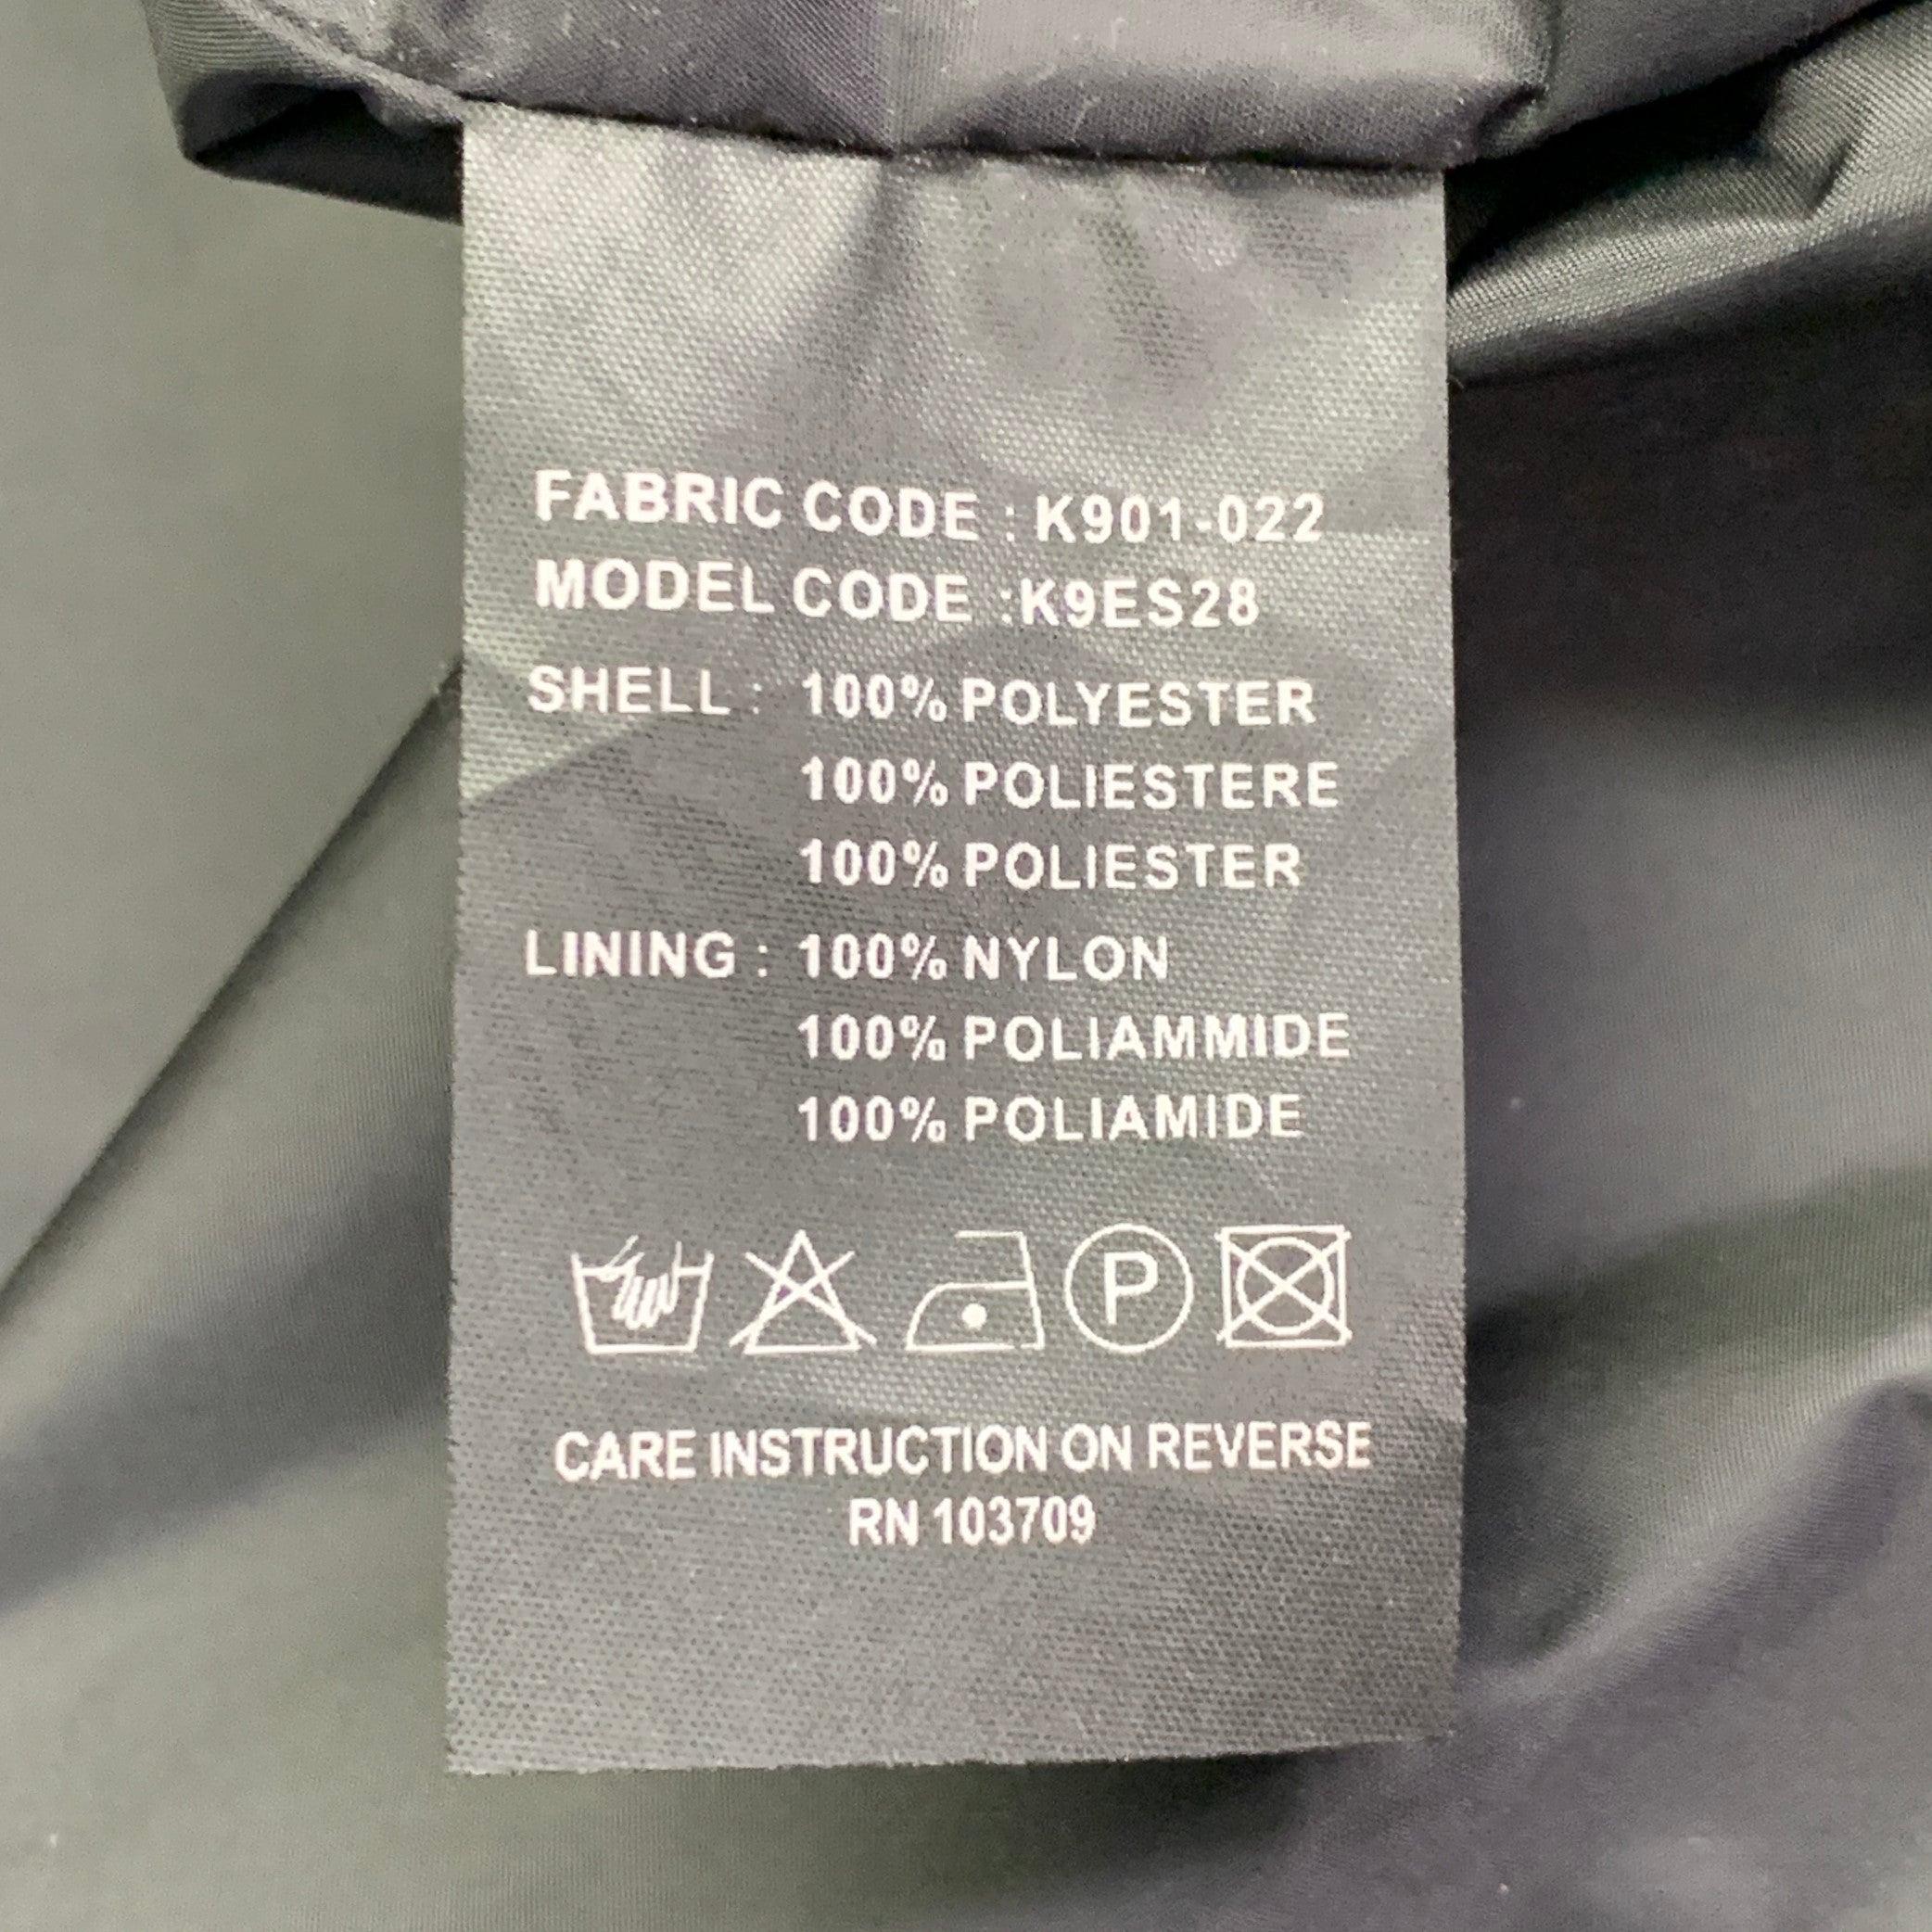 FABRIC CODE : K901-022
MODEL CODE :K9ES28
SHELL : 100% POLYESTER
100% POLIESTERE
100% POLIESTER
LINING : 100% NYLON
100% POLIAMMIDE
100% POLIAMIDE
P
CARE INSTRUCTION ON REVERSE
RN 103709